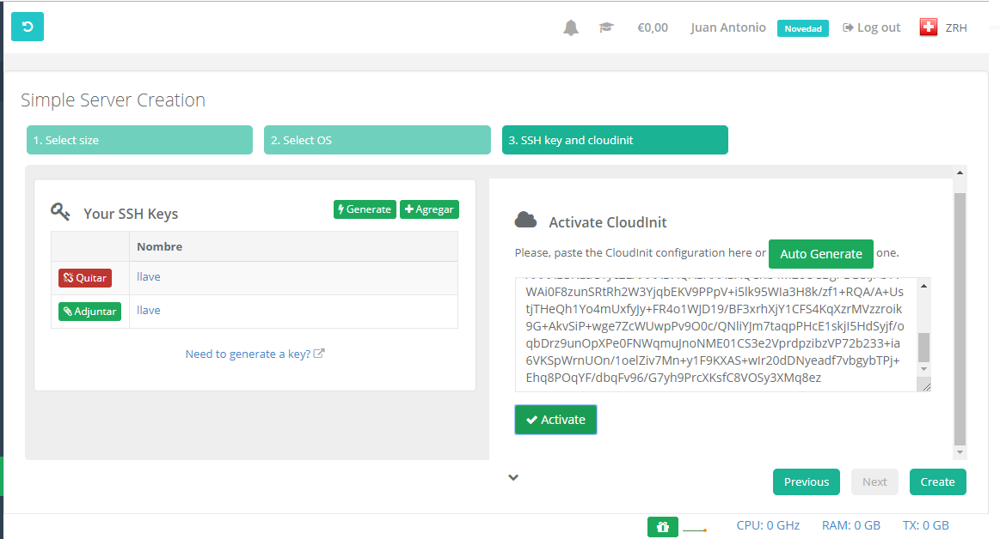 €0,00 Juan Antonio Novedad Log out ZRH
Simple Server Creation
1. Select size 2. Select OS 3. SSH key and cloudinit
Your SSH Keys Generate Agregar
Nombre
Quitar llave
Adjuntar llave
Need to generate a key?
Activate CloudInit
Please, paste the CloudInit configuration here or Auto Generate one.
WAi0F8zunSRtRh2W3YjqbEKV9PPpV+i5lk95WIa3H8k/zf1+RQA/A+Us
tjTHeQh1Yo4mUxfyJy+FR4o1WJD19/BF3xrhXjY1CFS4KqXzrMVzzroik
9G+AkvSiP+wge7ZcWUwpPv9O0c/QNliYJm7taqpPHcE1skjI5HdSyjf/o
qbDrz9unOpXPe0FNWqmuJnoNME01CS3e2VprdpzibzVP72b233+ia
6VKSpWrnUOn/1oelZiv7Mn+y1F9KXAS+wIr20dDNyeadf7vbgybTPj+
Ehq8POqYF/dbqFv96/G7yh9PrcXKsfC8VOSy3XMq8ez
Activate
Previous Next Create
CPU: 0 GHz RAM: 0 GB TX: 0 GB